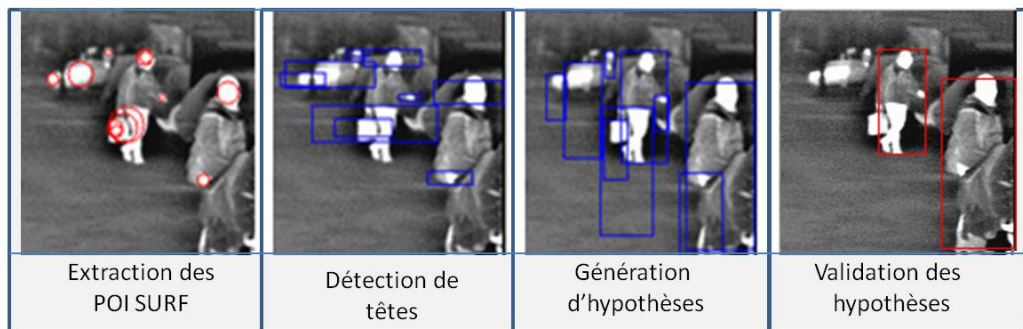 Extraction des
POI SURF
Détection de
têtes
Génération
d'hypothèses
Validation des
hypothèses